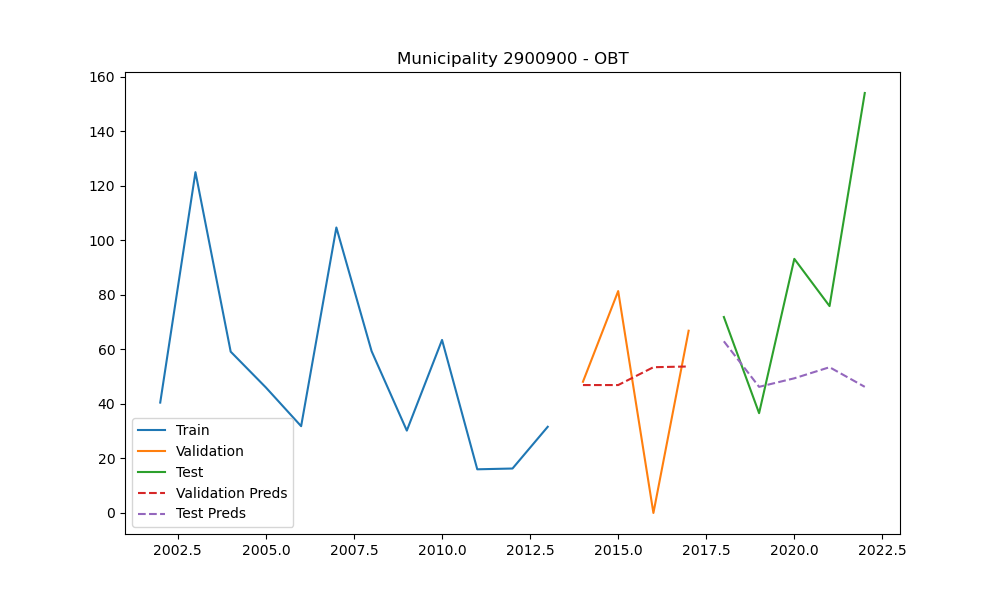 Municipality 2900900 - OBT
160
140
120
100
80
60
40
20
0
Train
Validation
Test
Validation Preds
Test Preds
2002.5 2005.0 2007.5 2010.0 2012.5 2015.0 2017.5 2020.0 2022.5